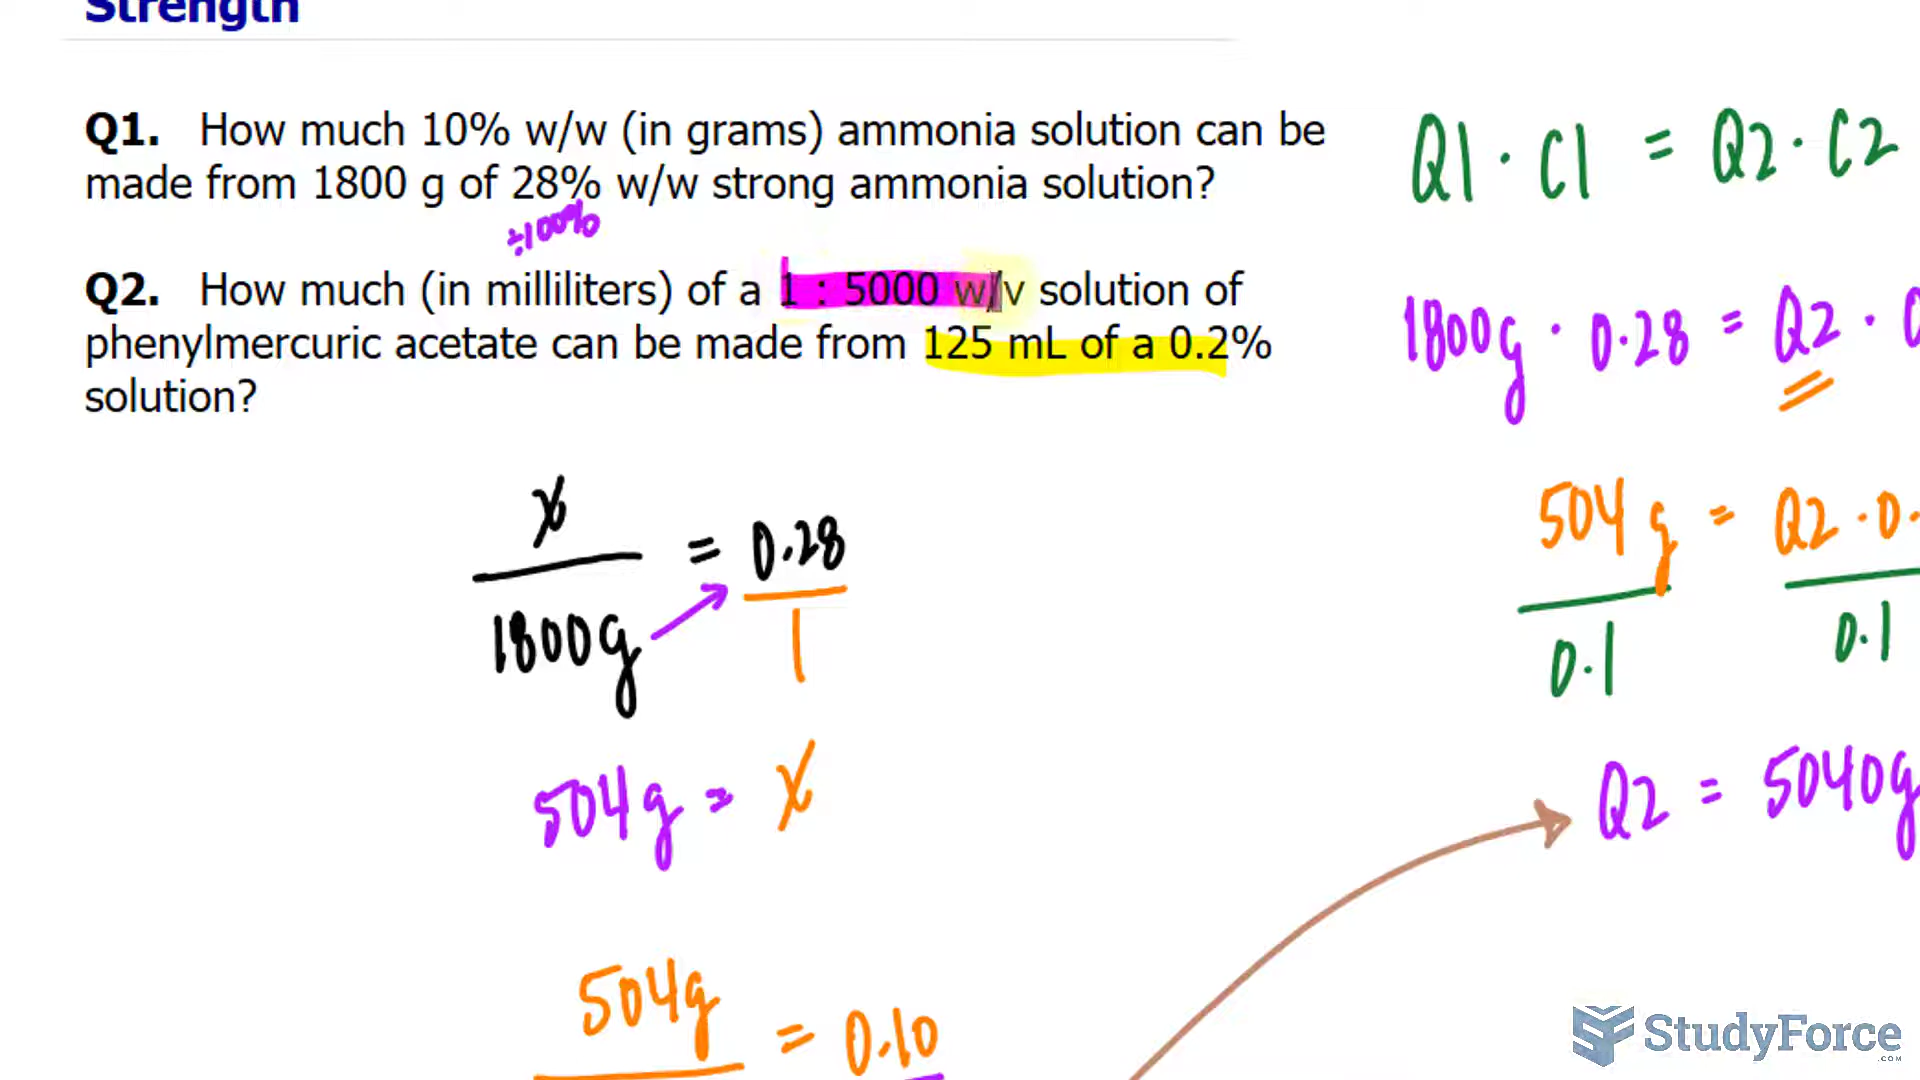 Strength
Q1. How much 10% w/w (in grams) ammonia solution can be
made from 1800 g of 28% w/w strong ammonia solution?
÷100%
Q2. How much (in milliliters) of a 1 : 5000 w/v solution of
phenylmercuric acetate can be made from 125 mL of a 0.2%
solution?
x
1800g
= 0.28
1
504g = x
504g
= 0.10
Q1 · C1 = Q2 · C2
1800g · 0.28 = Q2 · 0
504g = Q2 · 0.
0.1
0.1
Q2 = 5040g
StudyForce
.COM